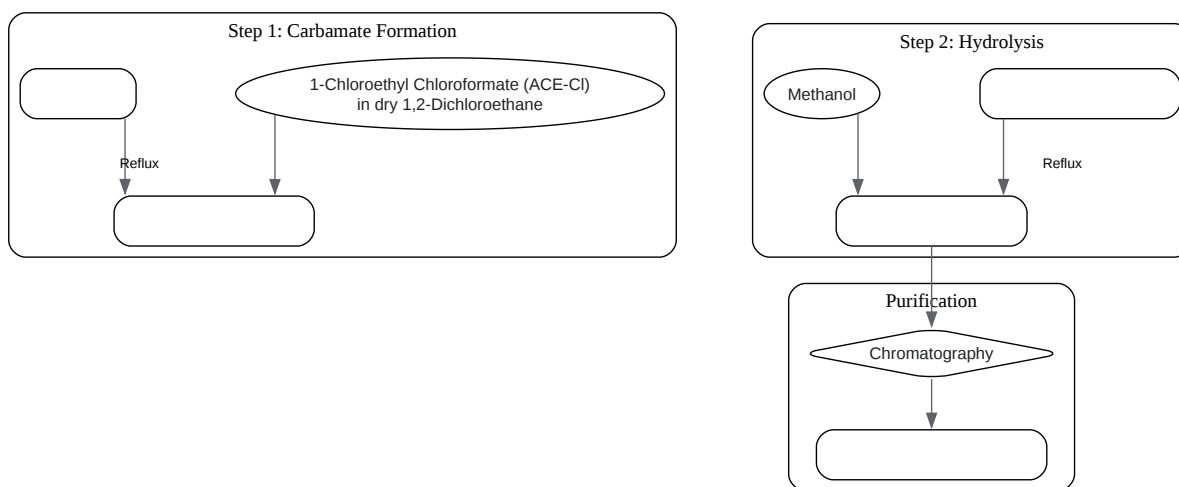 Step 1: Carbamate Formation
1-Chloroethyl Chloroformate (ACE-Cl)
in dry 1,2-Dichloroethane
Reflux
Step 2: Hydrolysis
Methanol
Reflux
Purification
Chromatography